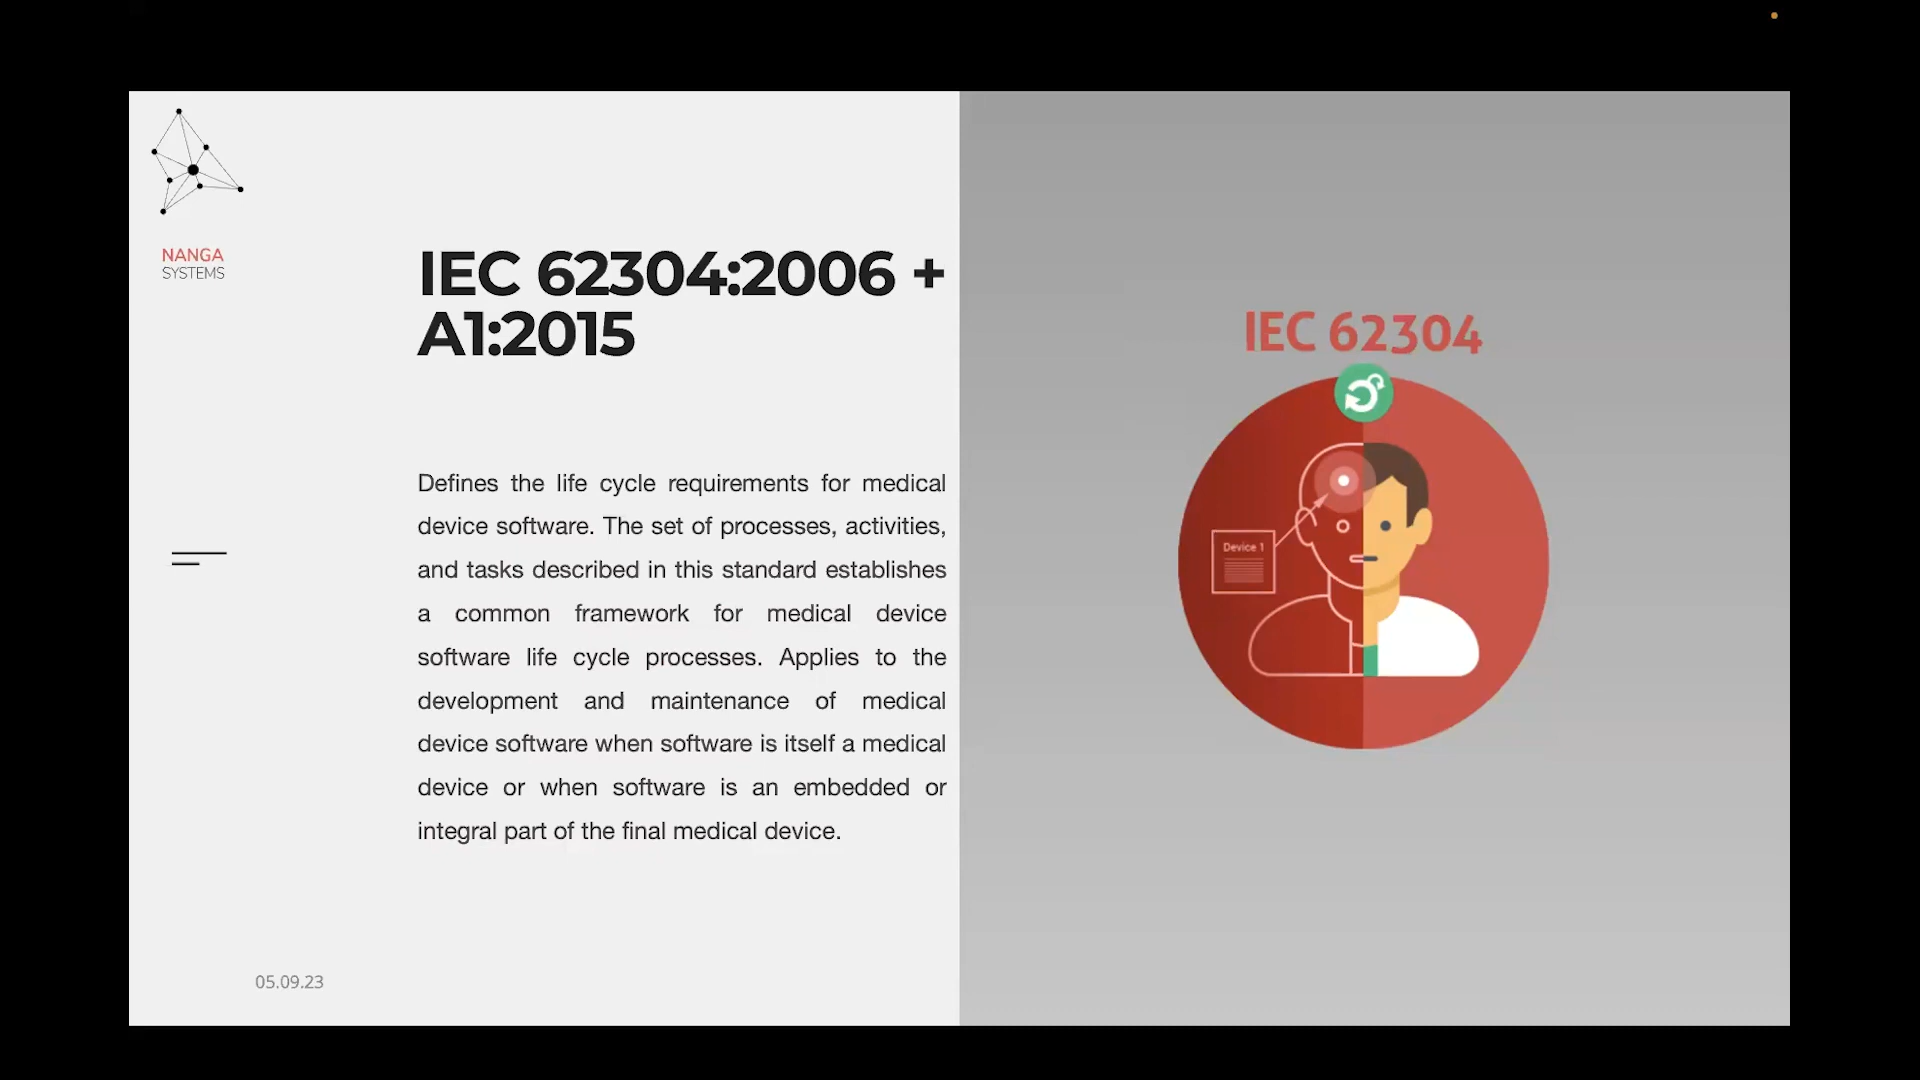 NANGA
SYSTEMS
IEC 62304:2006 +
A1:2015
Defines the life cycle requirements for medical
device software. The set of processes, activities,
and tasks described in this standard establishes
a common framework for medical device
software life cycle processes. Applies to the
development and maintenance of medical
device software when software is itself a medical
device or when software is an embedded or
integral part of the final medical device.
05.09.23
IEC 62304
Device 1